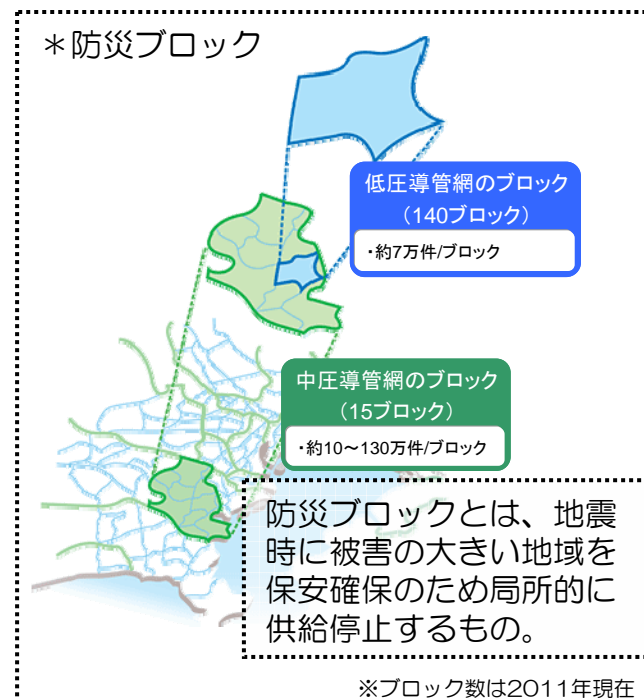 ＊防災ブロック
低圧導管網のブロック
（140ブロック）
・約7万件/ブロック
中圧導管網のブロック
（15ブロック）
・約10～130万件/ブロック
防災ブロックとは、地震
時に被害の大きい地域を
保安確保のため局所的に
供給停止するもの。
※ブロック数は2011年現在